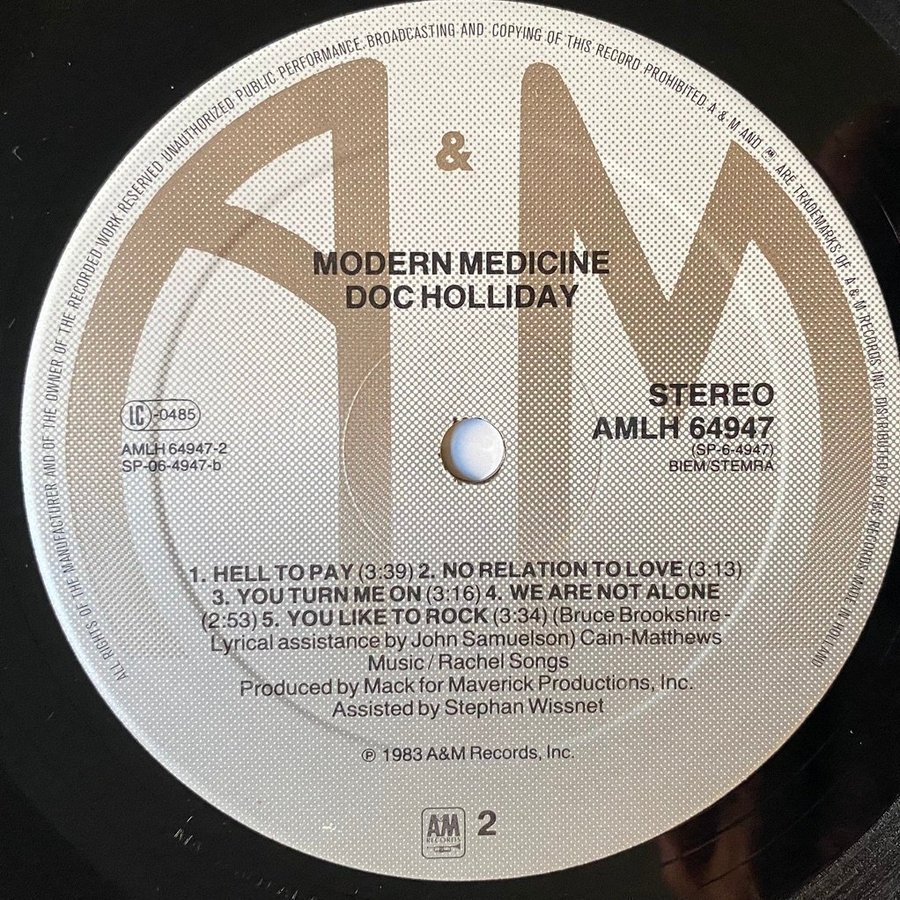 ALL RIGHTS OF THE MANUFACTURER AND OF THE OWNER OF THE RECORDED WORK RESERVED UNAUTHORIZED PUBLIC PERFORMANCE, BROADCASTING AND COPYING OF THIS RECORD PROHIBITED. A & M AND A&M ARE TRADEMARKS OF A & M RECORDS INC. DISTRIBUTED BY CBS RECORDS MADE IN HOLLAND
A & M
MODERN MEDICINE
DOC HOLLIDAY
LC-0485
AMLH 64947-2
SP-06-4947-b
STEREO
AMLH 64947
(SP-6-4947)
BIEM/STEMRA
1. HELL TO PAY (3:39) 2. NO RELATION TO LOVE (3:13)
3. YOU TURN ME ON (3:16) 4. WE ARE NOT ALONE
(2:53) 5. YOU LIKE TO ROCK (3:34) (Bruce Brookshire-
Lyrical assistance by John Samuelson) Cain-Matthews
Music / Rachel Songs
Produced by Mack for Maverick Productions, Inc.
Assisted by Stephan Wissnet
℗ 1983 A&M Records, Inc.
A&M
RECORDS
2